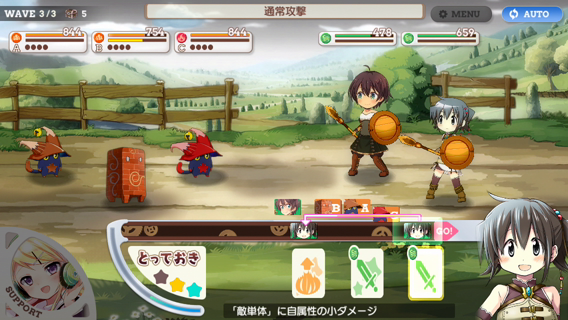 WAVE 3/3 5
通常攻撃
MENU
AUTO
844
754
844
478
659
A
B
C
B
A
GO!
とっておき
SUPPORT
「敵単体」に自属性の小ダメージ